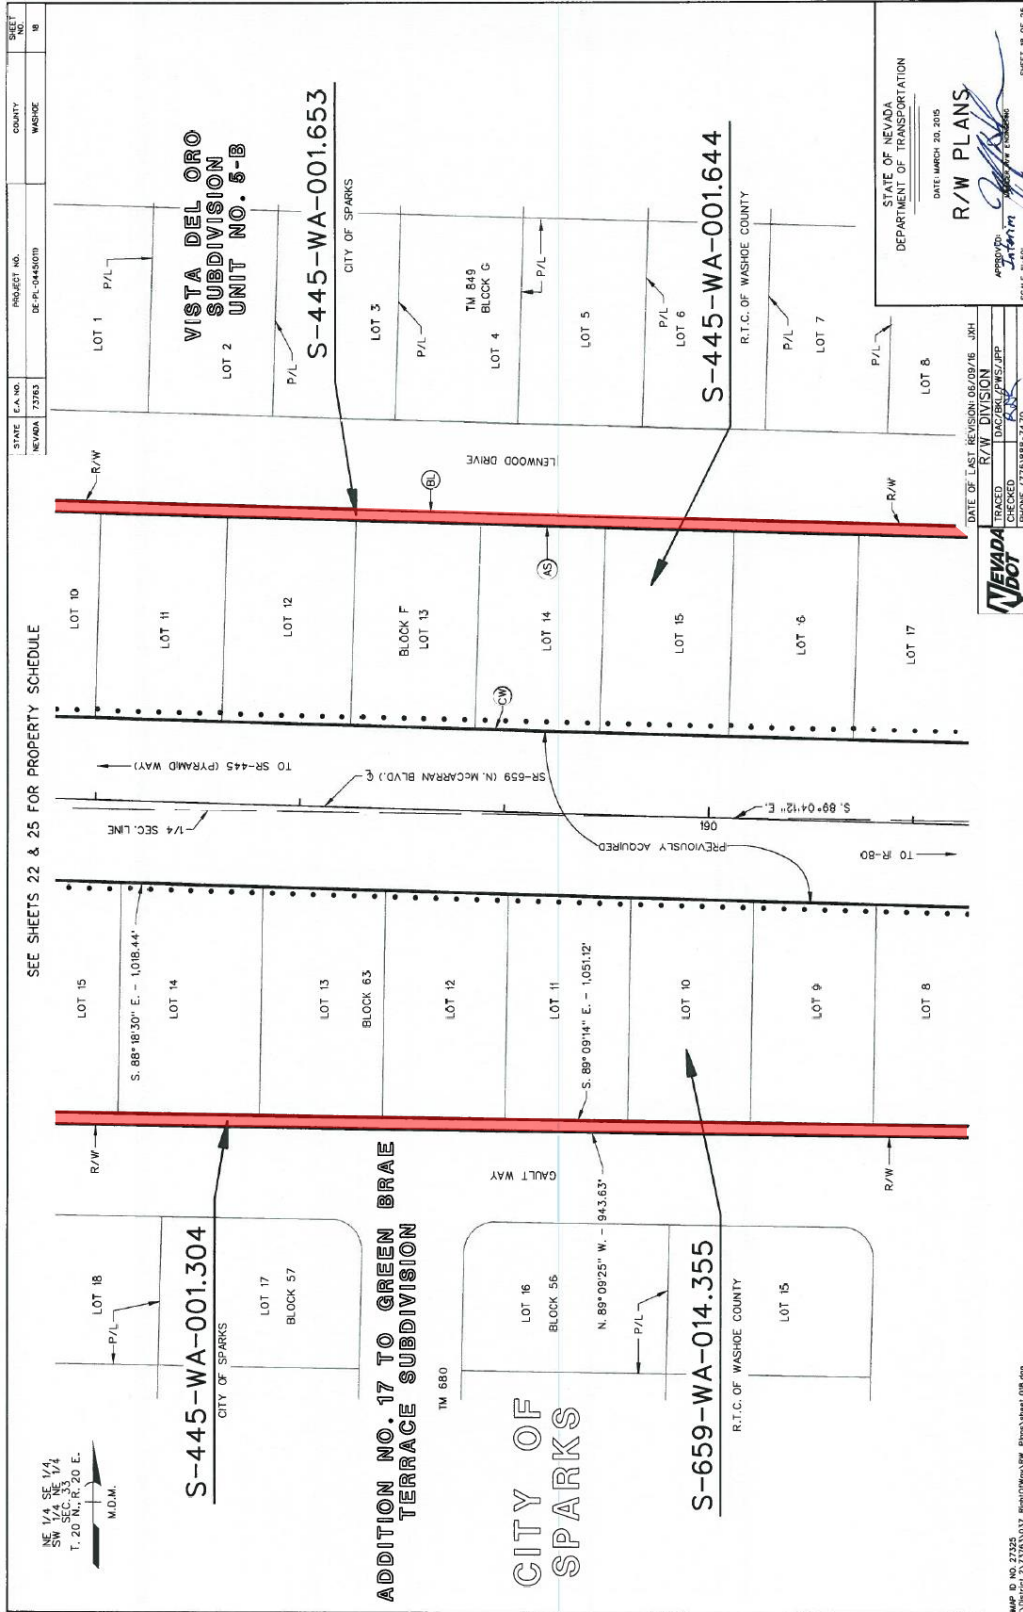 STATE
E.A. NO.
PROJECT NO.
COUNTY
SHEET NO.
NEVADA
73763
DE-PL-0445(011)
WASHOE
18
SEE SHEETS 22 & 25 FOR PROPERTY SCHEDULE
NE 1/4 SE 1/4
SW 1/4 NE 1/4
SEC. 33
T. 20 N., R. 20 E.
M.D.M.
LOT 1
P/L
VISTA DEL ORO
SUBDIVISION
UNIT NO. 5-B
LOT 2
P/L
S-445-WA-001.653
CITY OF SPARKS
LOT 3
P/L
TM 849
BLOCK G
LOT 4
P/L
LOT 5
P/L
LOT 6
S-445-WA-001.644
R.T.C. OF WASHOE COUNTY
P/L
LOT 7
P/L
LOT 8
R/W
LENWOOD DRIVE
BL
AS
R/W
LOT 10
LOT 11
LOT 12
BLOCK F
LOT 13
LOT 14
LOT 15
LOT 16
LOT 17
CW
TO SR-445 (PYRAMID WAY)
SR-659 (N. McCARRAN BLVD.) ℄
1/4 SEC. LINE
190
S. 89°04'12" E.
PREVIOUSLY ACQUIRED
TO IR-80
LOT 15
S. 88°18'30" E. - 1,018.44'
LOT 14
LOT 13
BLOCK 63
LOT 12
LOT 11
S. 89°09'14" E. - 1,051.12'
LOT 10
LOT 9
LOT 8
R/W
GAULT WAY
R/W
LOT 18
P/L
LOT 17
BLOCK 57
S-445-WA-001.304
CITY OF SPARKS
ADDITION NO. 17 TO GREEN BRAE
TERRACE SUBDIVISION
TM 680
LOT 16
BLOCK 56
N. 89°09'25" W. - 943.63'
P/L
CITY OF
SPARKS
S-659-WA-014.355
R.T.C. OF WASHOE COUNTY
LOT 15
STATE OF NEVADA
DEPARTMENT OF TRANSPORTATION
DATE: MARCH 20, 2015
R/W PLANS
APPROVED:
Interim
DATE OF LAST REVISION: 06/09/16 JXH
R/W DIVISION
TRACED DAC/BKL/PWS/JPP
CHECKED
NEVADA
DOT
MAP ID NO. 27325